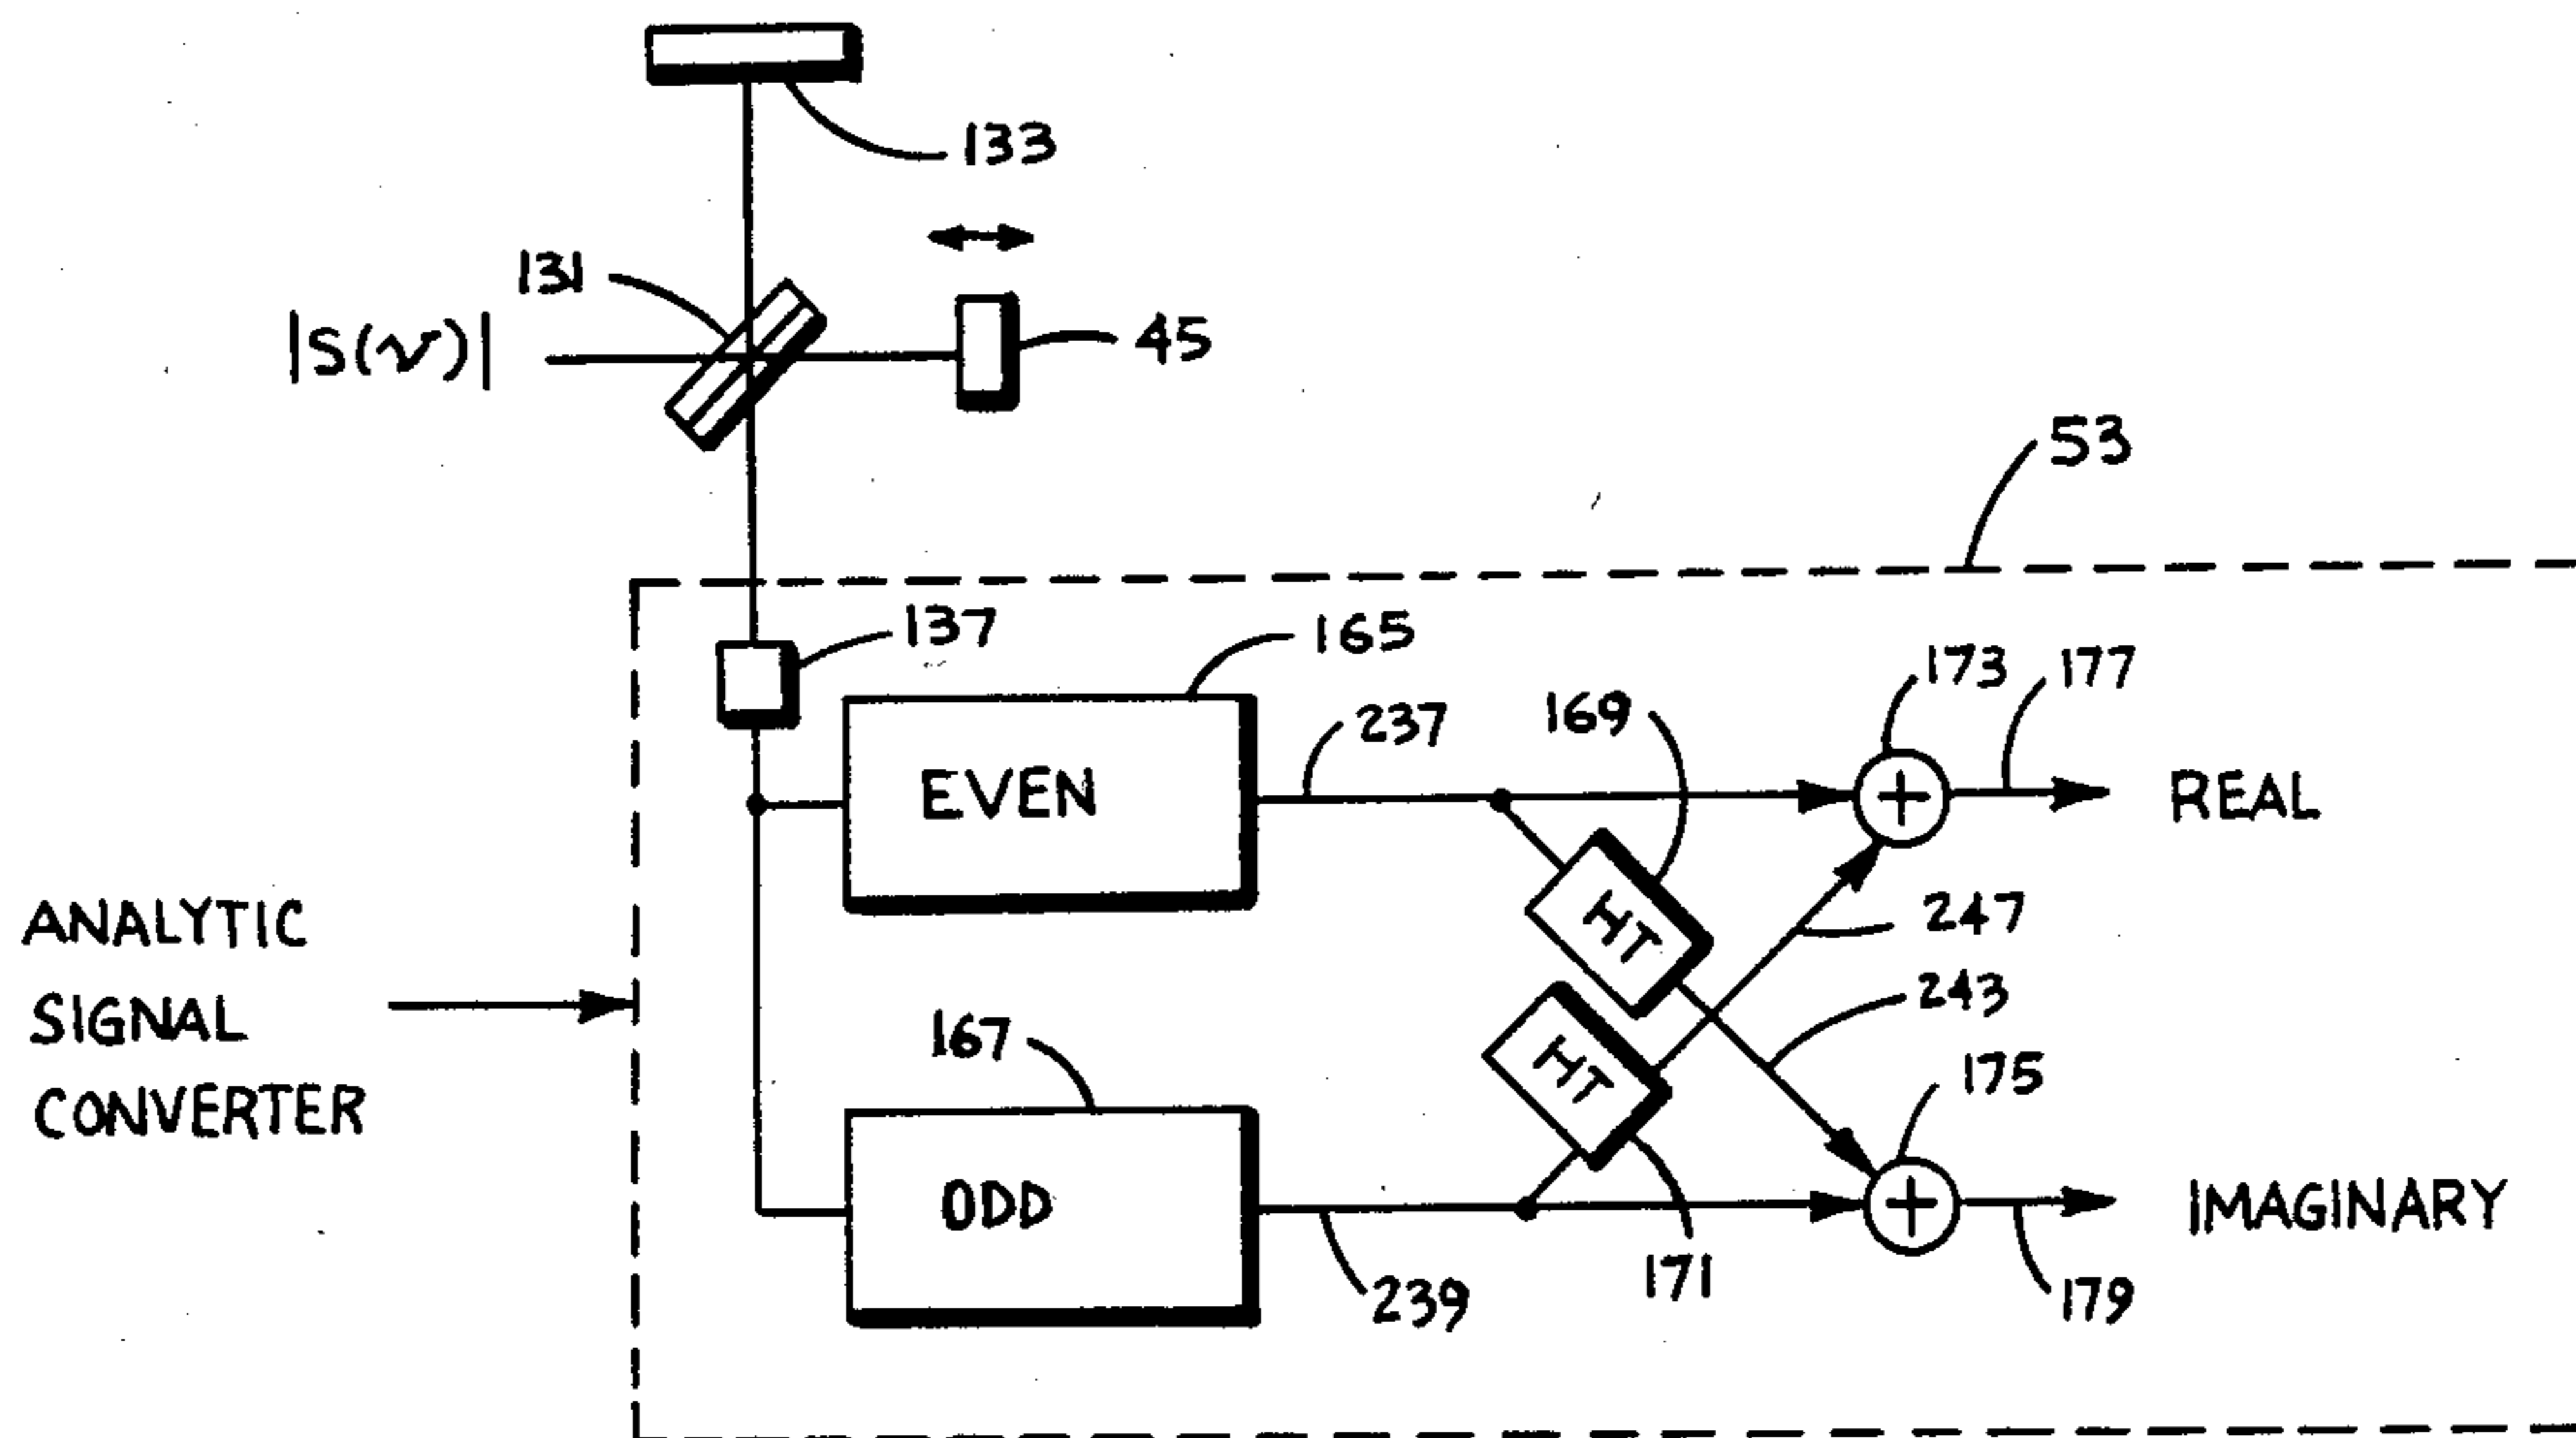 133
131
|S(ν)|
45
53
137
165
237
169
173
177
EVEN
REAL
HT
247
ANALYTIC
SIGNAL
CONVERTER
243
HT
167
175
ODD
IMAGINARY
239
171
179